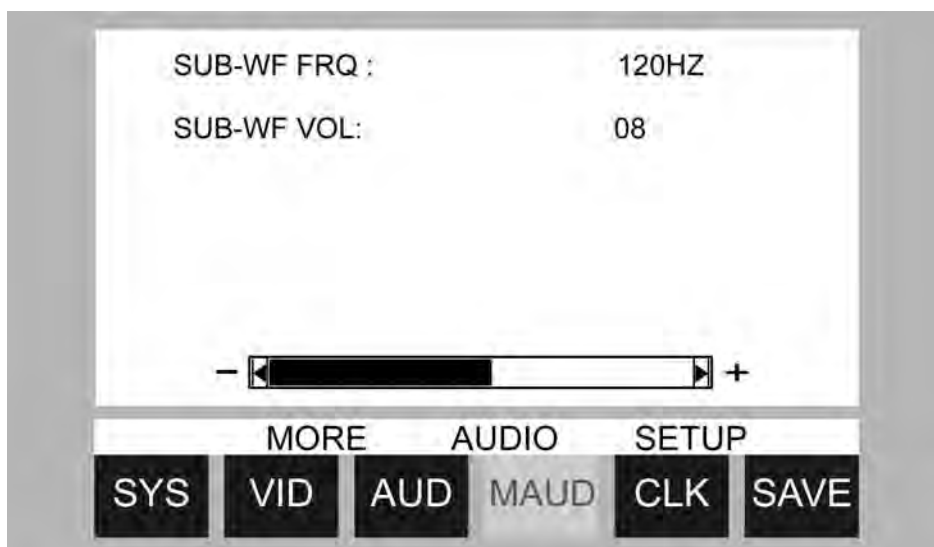 SUB-WF FRQ : 120HZ
SUB-WF VOL: 08
- +
MORE AUDIO SETUP
SYS VID AUD MAUD CLK SAVE